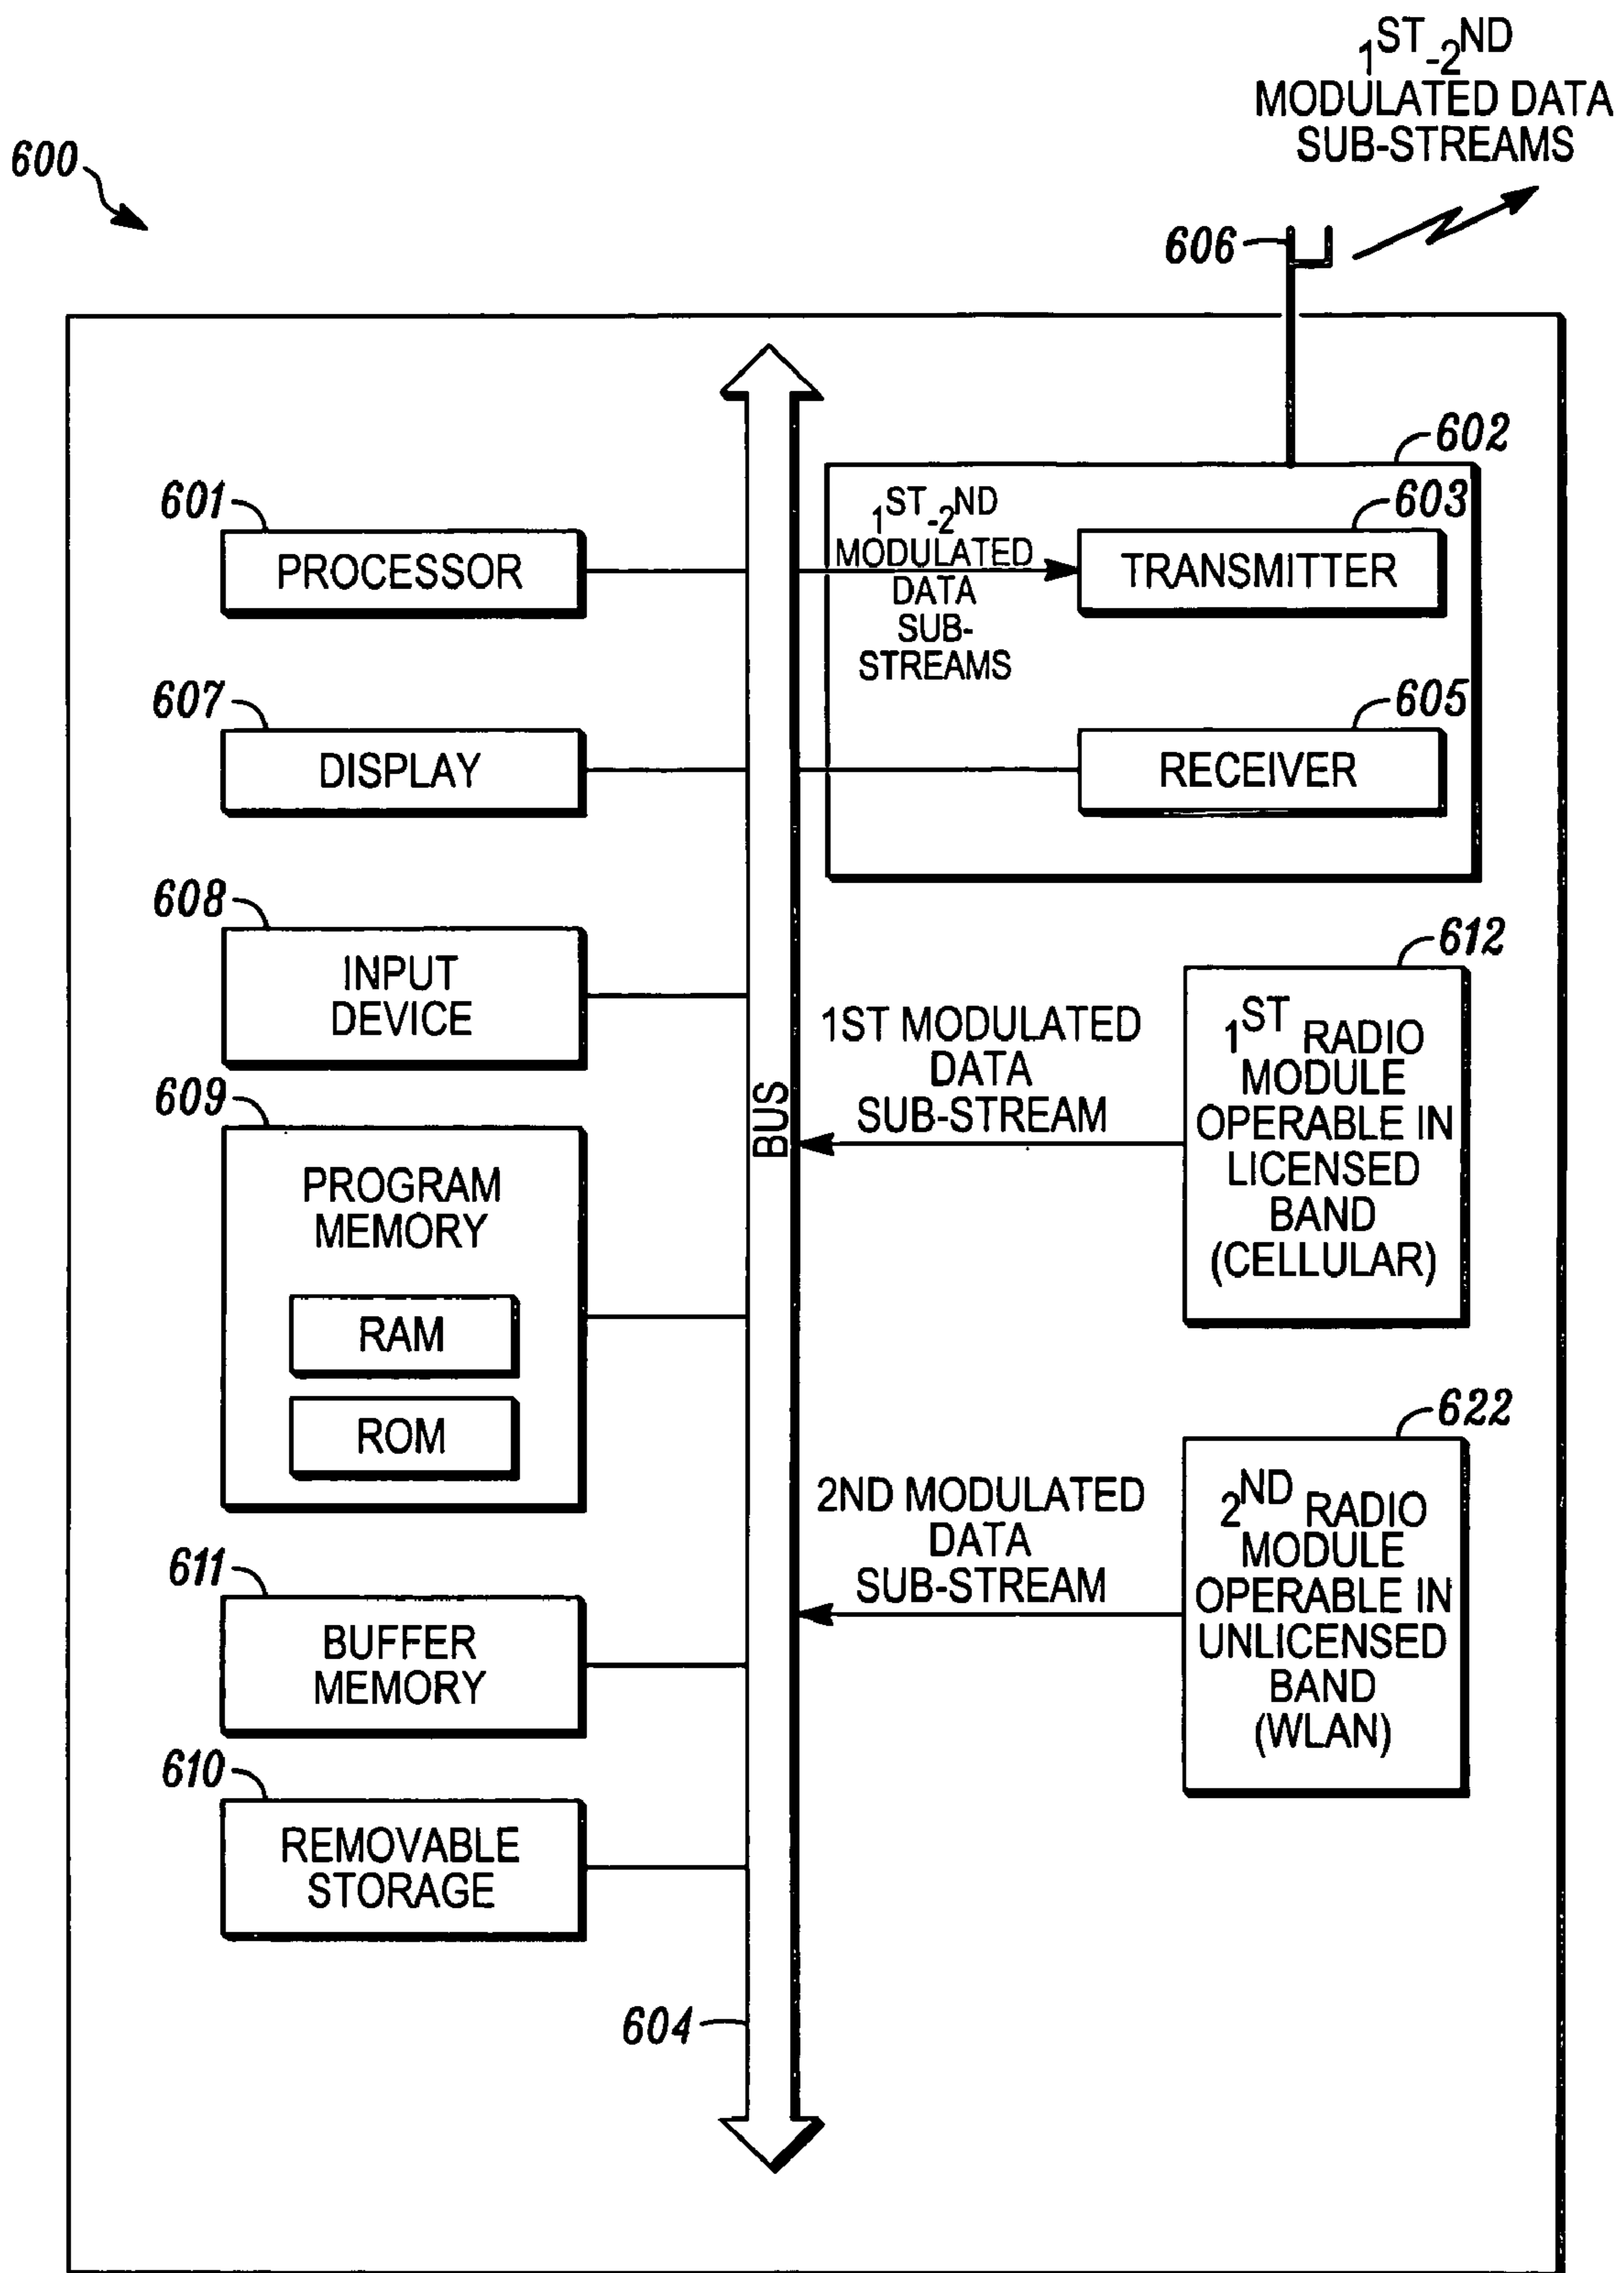 1ST-2ND
MODULATED DATA
SUB-STREAMS
600
606
602
601
PROCESSOR
1ST-2ND
MODULATED
DATA
SUB-
STREAMS
603
TRANSMITTER
607
DISPLAY
605
RECEIVER
608
INPUT
DEVICE
609
PROGRAM
MEMORY
RAM
ROM
611
BUFFER
MEMORY
610
REMOVABLE
STORAGE
604
BUS
1ST MODULATED
DATA
SUB-STREAM
612
1ST RADIO
MODULE
OPERABLE IN
LICENSED
BAND
(CELLULAR)
2ND MODULATED
DATA
SUB-STREAM
622
2ND RADIO
MODULE
OPERABLE IN
UNLICENSED
BAND
(WLAN)